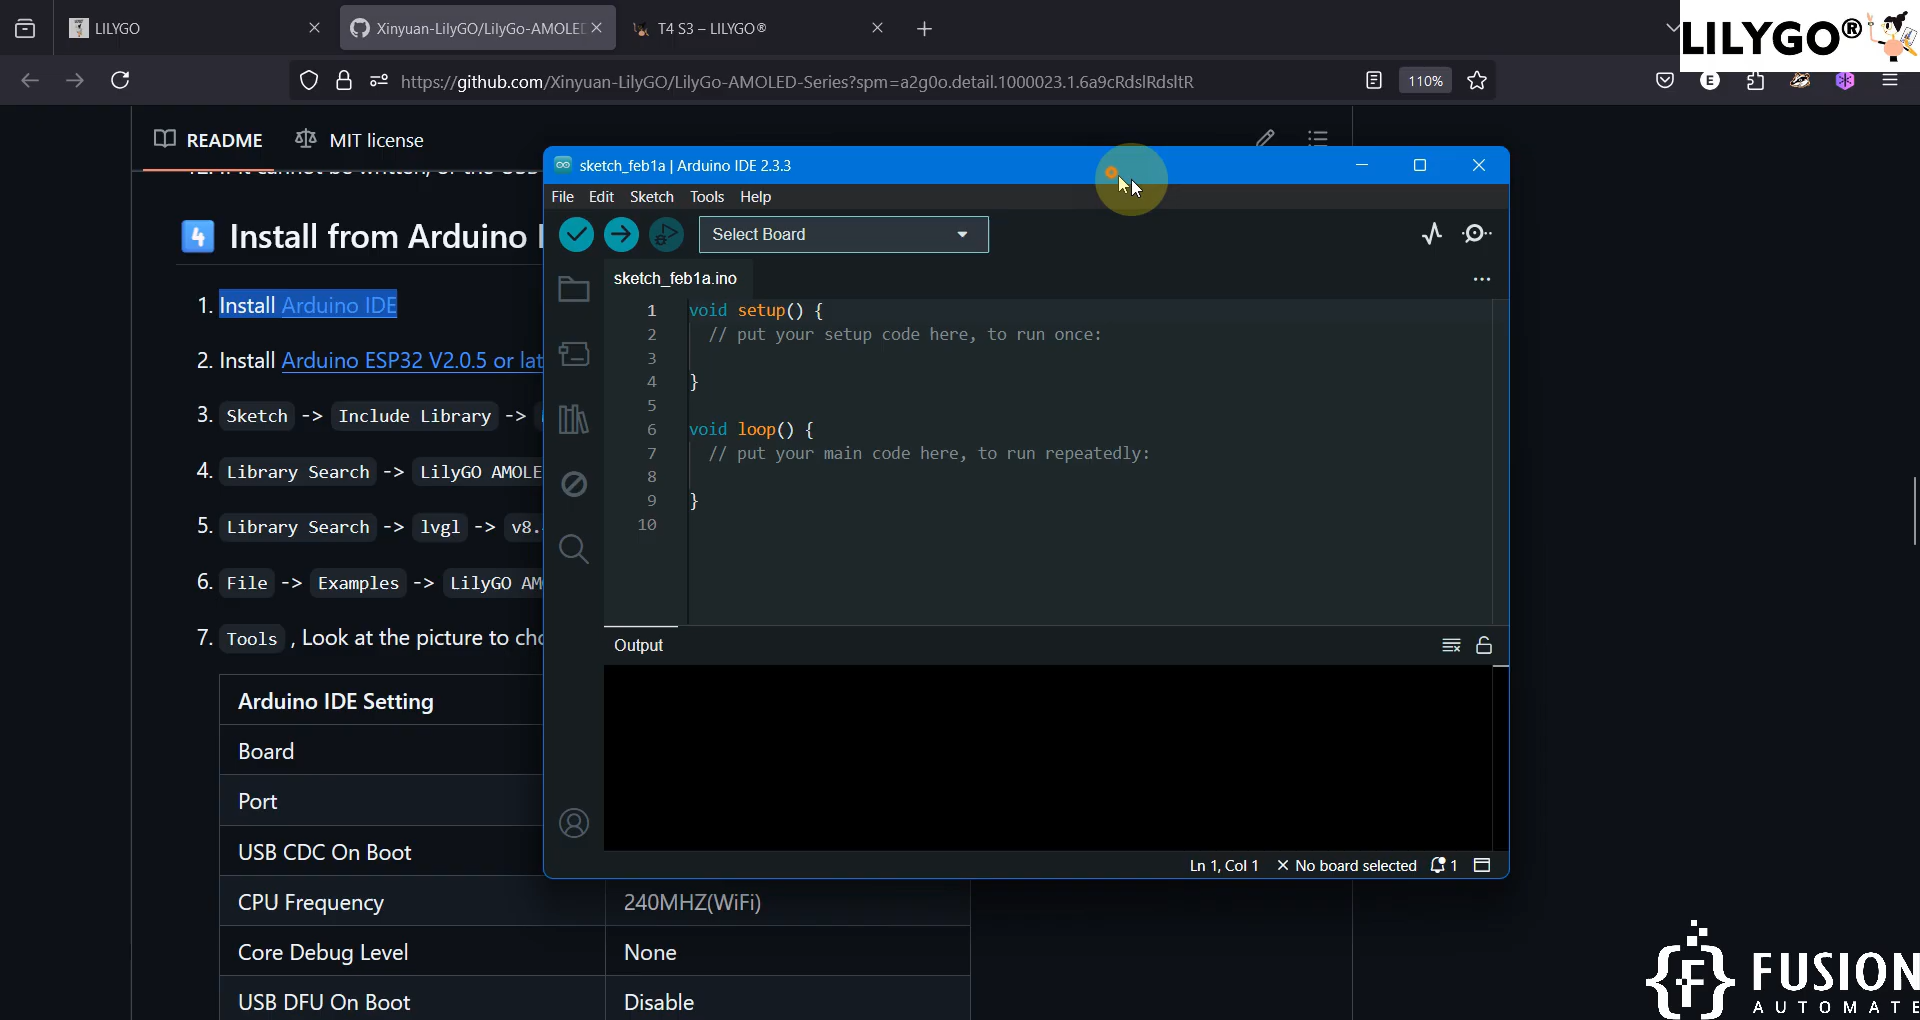 LILYGO
Xinyuan-LilyGO/LilyGo-AMOLED
T4 S3 – LILYGO®
LILYGO®
https://github.com/Xinyuan-LilyGO/LilyGo-AMOLED-Series?spm=a2g0o.detail.1000023.1.6a9cRdslRdsltR
110%
E
README
MIT license
4 Install from Arduino
1. Install Arduino IDE
2. Install Arduino ESP32 V2.0.5 or lat
3. Sketch -> Include Library ->
4. Library Search -> LilyGO AMOLE
5. Library Search -> lvgl -> v8.
6. File -> Examples -> LilyGO AM
7. Tools , Look at the picture to cho
Arduino IDE Setting
Board
Port
USB CDC On Boot
CPU Frequency 240MHZ(WiFi)
Core Debug Level None
USB DFU On Boot Disable
sketch_feb1a | Arduino IDE 2.3.3
File Edit Sketch Tools Help
Select Board
sketch_feb1a.ino
1 void setup() {
2 // put your setup code here, to run once:
3
4 }
5
6 void loop() {
7 // put your main code here, to run repeatedly:
8
9 }
10
Output
Ln 1, Col 1 × No board selected 1
FUSION
AUTOMATE